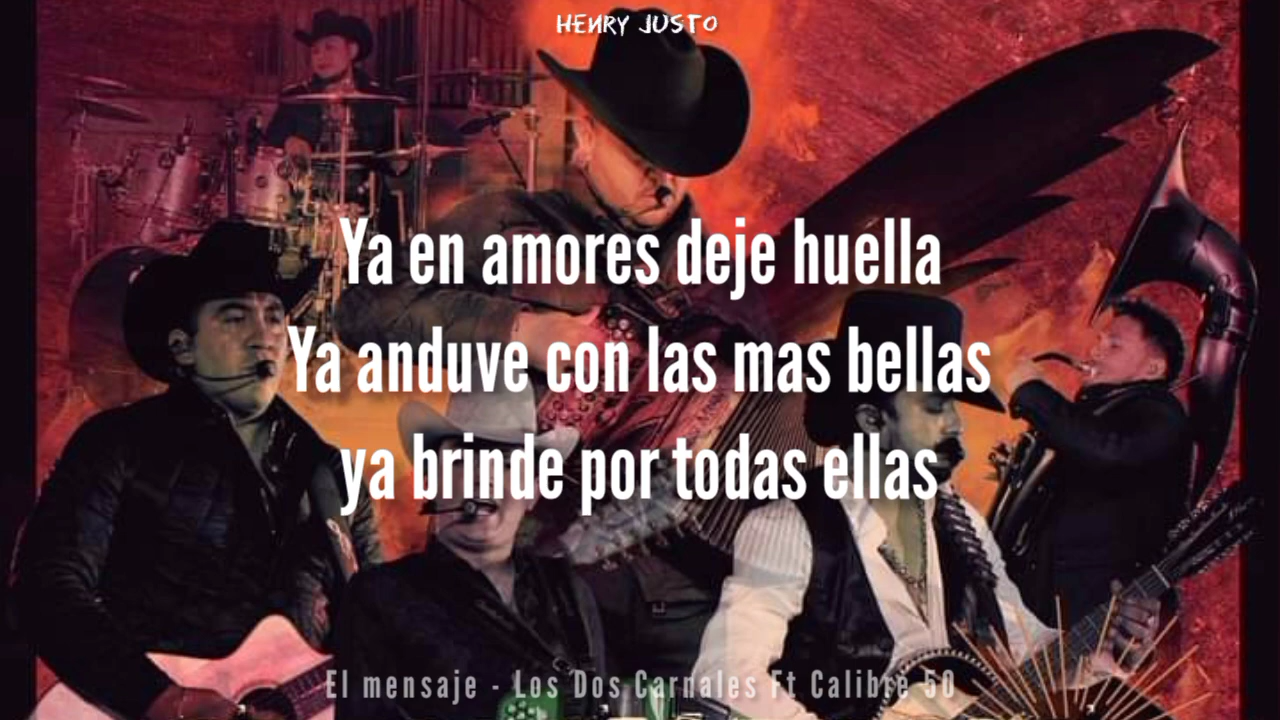 HENRY JUSTO
Ya en amores deje huella
Ya anduve con las mas bellas
ya brinde por todas ellas
El mensaje - Los Dos Carnales Ft Calibre 50